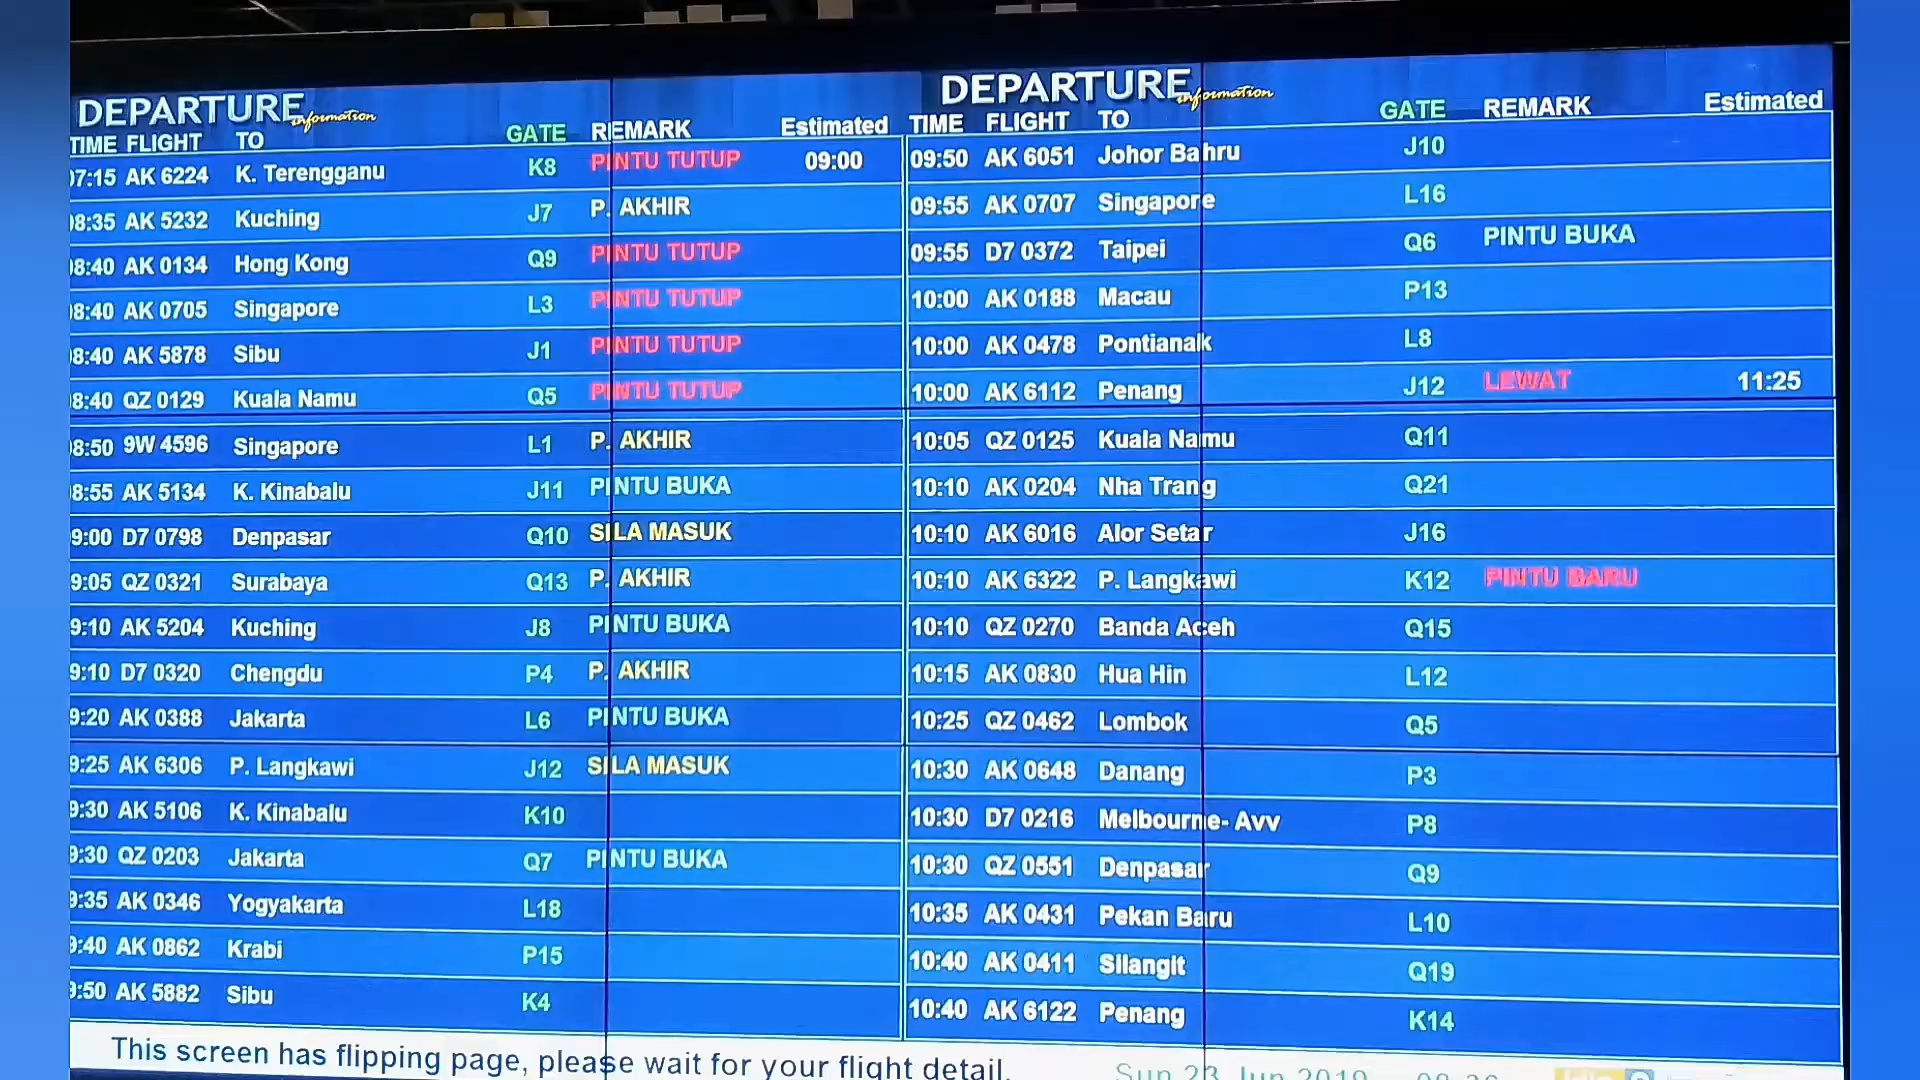 DEPARTURE information
TIME FLIGHT TO GATE REMARK Estimated
07:15 AK 6224 K. Terengganu K8 PINTU TUTUP 09:00
08:35 AK 5232 Kuching J7 P. AKHIR
08:40 AK 0134 Hong Kong Q9 PINTU TUTUP
08:40 AK 0705 Singapore L3 PINTU TUTUP
08:40 AK 5878 Sibu J1 PINTU TUTUP
08:40 QZ 0129 Kuala Namu Q5 PINTU TUTUP
8:50 9W 4596 Singapore L1 P. AKHIR
8:55 AK 5134 K. Kinabalu J11 PINTU BUKA
9:00 D7 0798 Denpasar Q10 SILA MASUK
9:05 QZ 0321 Surabaya Q13 P. AKHIR
9:10 AK 5204 Kuching J8 PINTU BUKA
9:10 D7 0320 Chengdu P4 P. AKHIR
9:20 AK 0388 Jakarta L6 PINTU BUKA
9:25 AK 6306 P. Langkawi J12 SILA MASUK
9:30 AK 5106 K. Kinabalu K10
9:30 QZ 0203 Jakarta Q7 PINTU BUKA
9:35 AK 0346 Yogyakarta L18
9:40 AK 0862 Krabi P15
9:50 AK 5882 Sibu K4
DEPARTURE information
TIME FLIGHT TO GATE REMARK Estimated
09:50 AK 6051 Johor Bahru J10
09:55 AK 0707 Singapore L16
09:55 D7 0372 Taipei Q6 PINTU BUKA
10:00 AK 0188 Macau P13
10:00 AK 0478 Pontianak L8
10:00 AK 6112 Penang J12 LEWAT 11:25
10:05 QZ 0125 Kuala Namu Q11
10:10 AK 0204 Nha Trang Q21
10:10 AK 6016 Alor Setar J16
10:10 AK 6322 P. Langkawi K12 PINTU BARU
10:10 QZ 0270 Banda Aceh Q15
10:15 AK 0830 Hua Hin L12
10:25 QZ 0462 Lombok Q5
10:30 AK 0648 Danang P3
10:30 D7 0216 Melbourne- Avv P8
10:30 QZ 0551 Denpasar Q9
10:35 AK 0431 Pekan Baru L10
10:40 AK 0411 Silangit Q19
10:40 AK 6122 Penang K14
This screen has flipping page, please wait for your flight detail.
Sun 23 Jun 2019